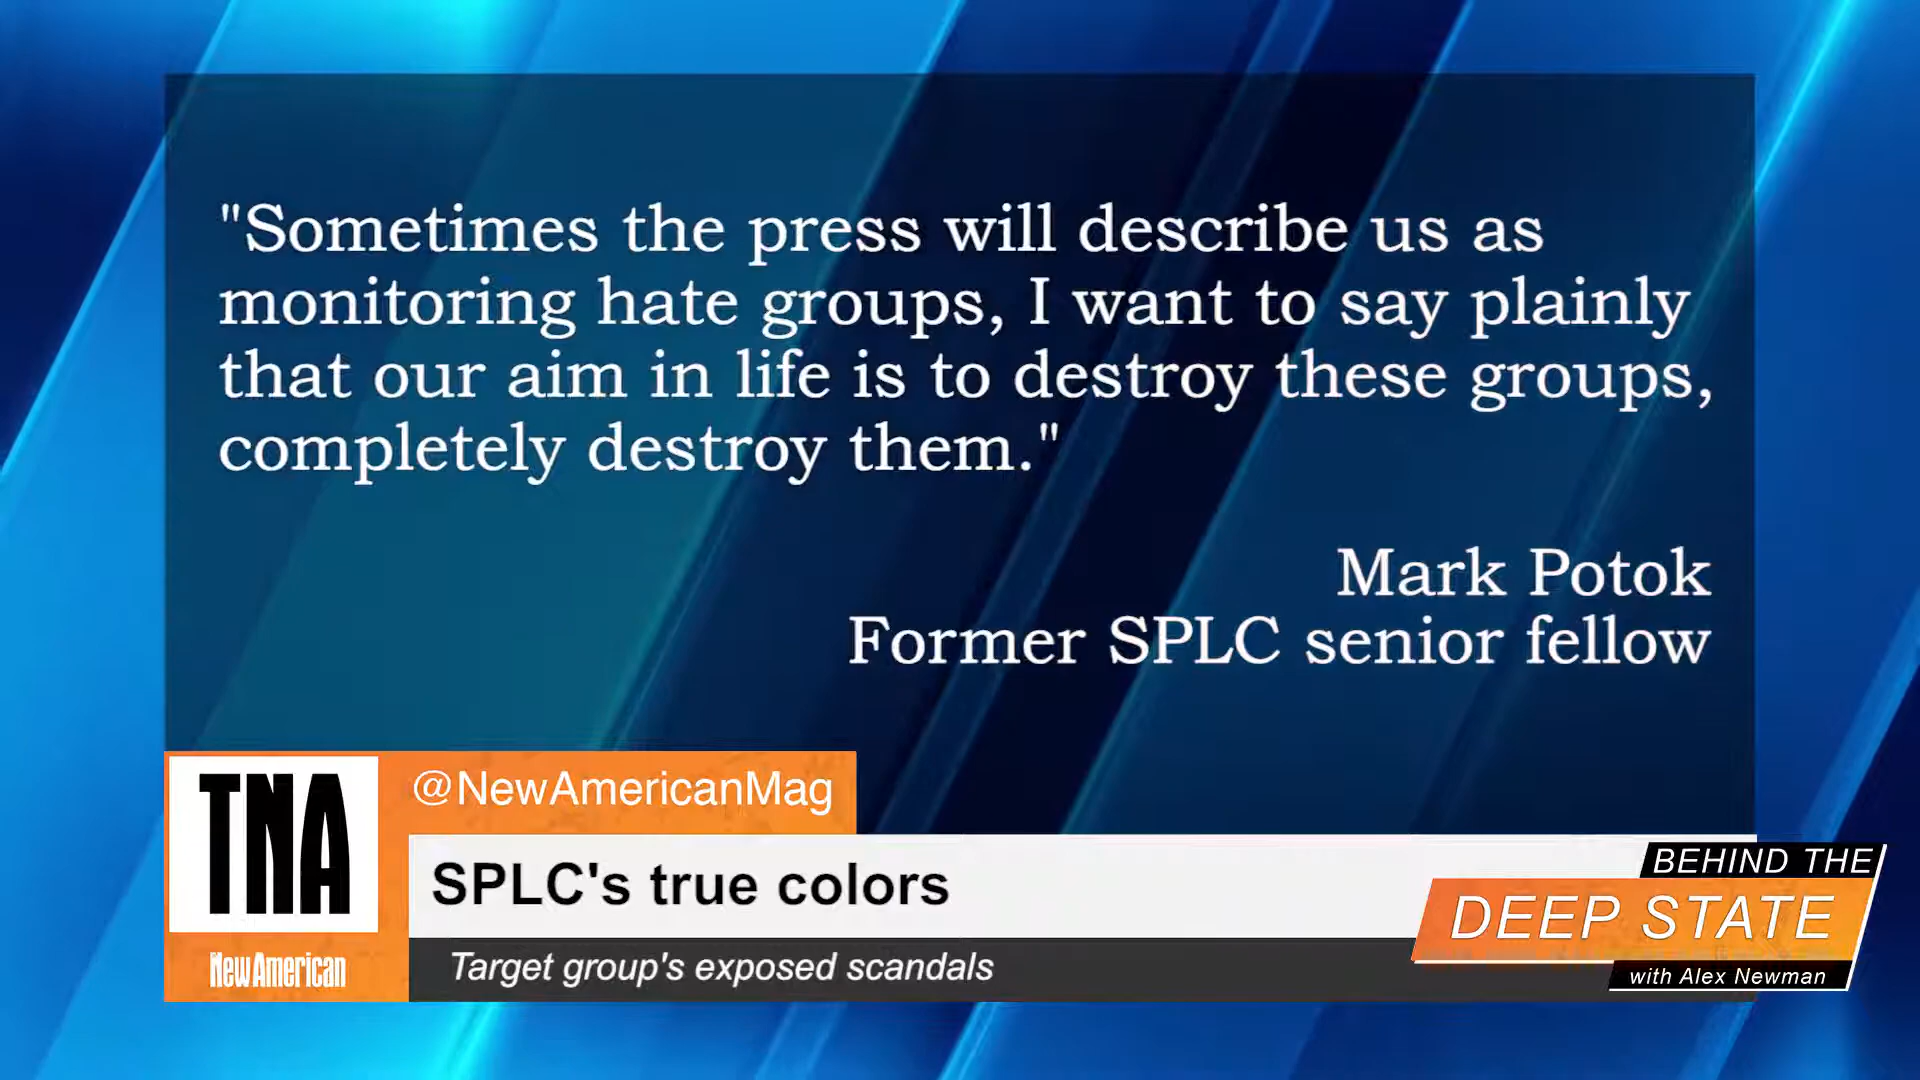 "Sometimes the press will describe us as
monitoring hate groups, I want to say plainly
that our aim in life is to destroy these groups,
completely destroy them."
Mark Potok
Former SPLC senior fellow
TNA
NewAmerican
@NewAmericanMag
SPLC's true colors
Target group's exposed scandals
BEHIND THE
DEEP STATE
with Alex Newman